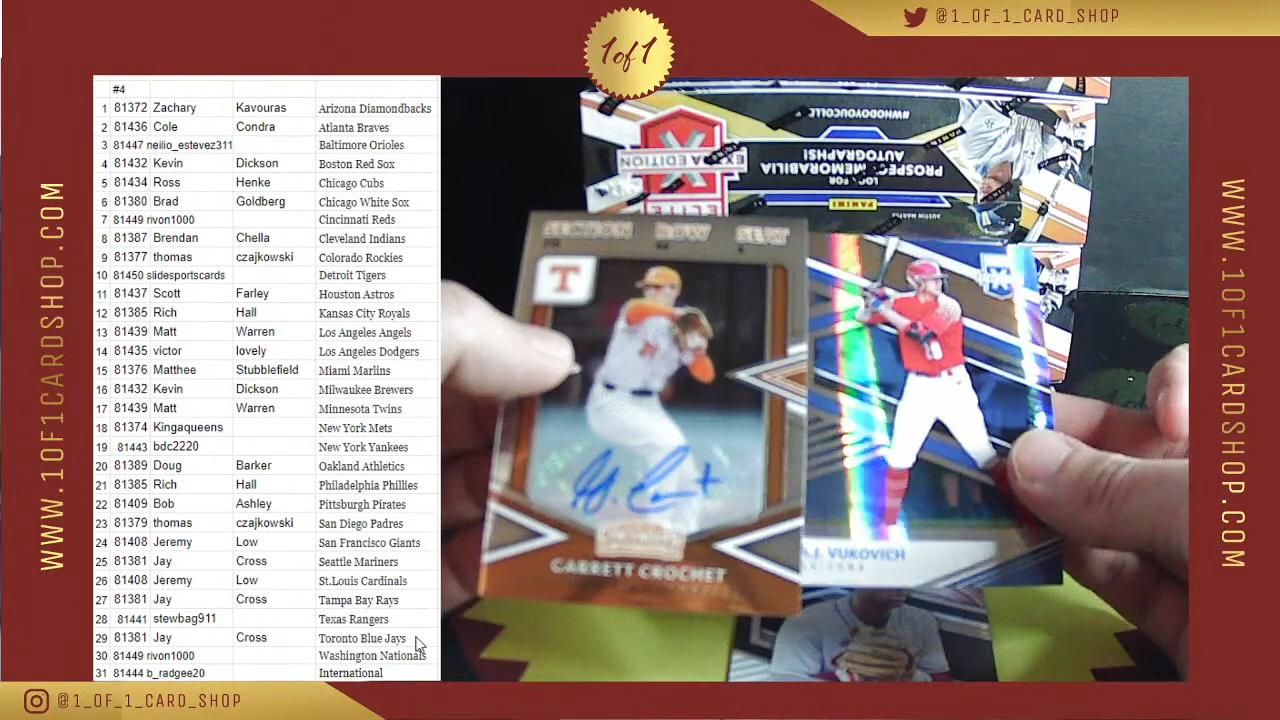 @1_OF_1_CARD_SHOP
1of1
WWW.1OF1CARDSHOP.COM
#4
1 81372 Zachary Kavouras Arizona Diamondbacks
2 81436 Cole Condra Atlanta Braves
3 81447 neilio_estevez311 Baltimore Orioles
4 81432 Kevin Dickson Boston Red Sox
5 81434 Ross Henke Chicago Cubs
6 81380 Brad Goldberg Chicago White Sox
7 81449 rivon1000 Cincinnati Reds
8 81387 Brendan Chella Cleveland Indians
9 81377 thomas czajkowski Colorado Rockies
10 81450 slidesportscards Detroit Tigers
11 81437 Scott Farley Houston Astros
12 81385 Rich Hall Kansas City Royals
13 81439 Matt Warren Los Angeles Angels
14 81435 victor lovely Los Angeles Dodgers
15 81376 Matthee Stubblefield Miami Marlins
16 81432 Kevin Dickson Milwaukee Brewers
17 81439 Matt Warren Minnesota Twins
18 81374 Kingaqueens New York Mets
19 81443 bdc2220 New York Yankees
20 81389 Doug Barker Oakland Athletics
21 81385 Rich Hall Philadelphia Phillies
22 81409 Bob Ashley Pittsburgh Pirates
23 81379 thomas czajkowski San Diego Padres
24 81408 Jeremy Low San Francisco Giants
25 81381 Jay Cross Seattle Mariners
26 81408 Jeremy Low St.Louis Cardinals
27 81381 Jay Cross Tampa Bay Rays
28 81441 stewbag911 Texas Rangers
29 81381 Jay Cross Toronto Blue Jays
30 81449 rivon1000 Washington Nationals
31 81444 b_radgee20 International
#WHODOYOUCOLLECT
LOOK FOR
PROSPECT MEMORABILIA
AUTOGRAPHS!
PANINI
AUSTIN MARTIN
EXTRA EDITION
ELITE
T
GARRETT CROCHET
A.J. VUKOVICH
WWW.1OF1CARDSHOP.COM
@1_OF_1_CARD_SHOP